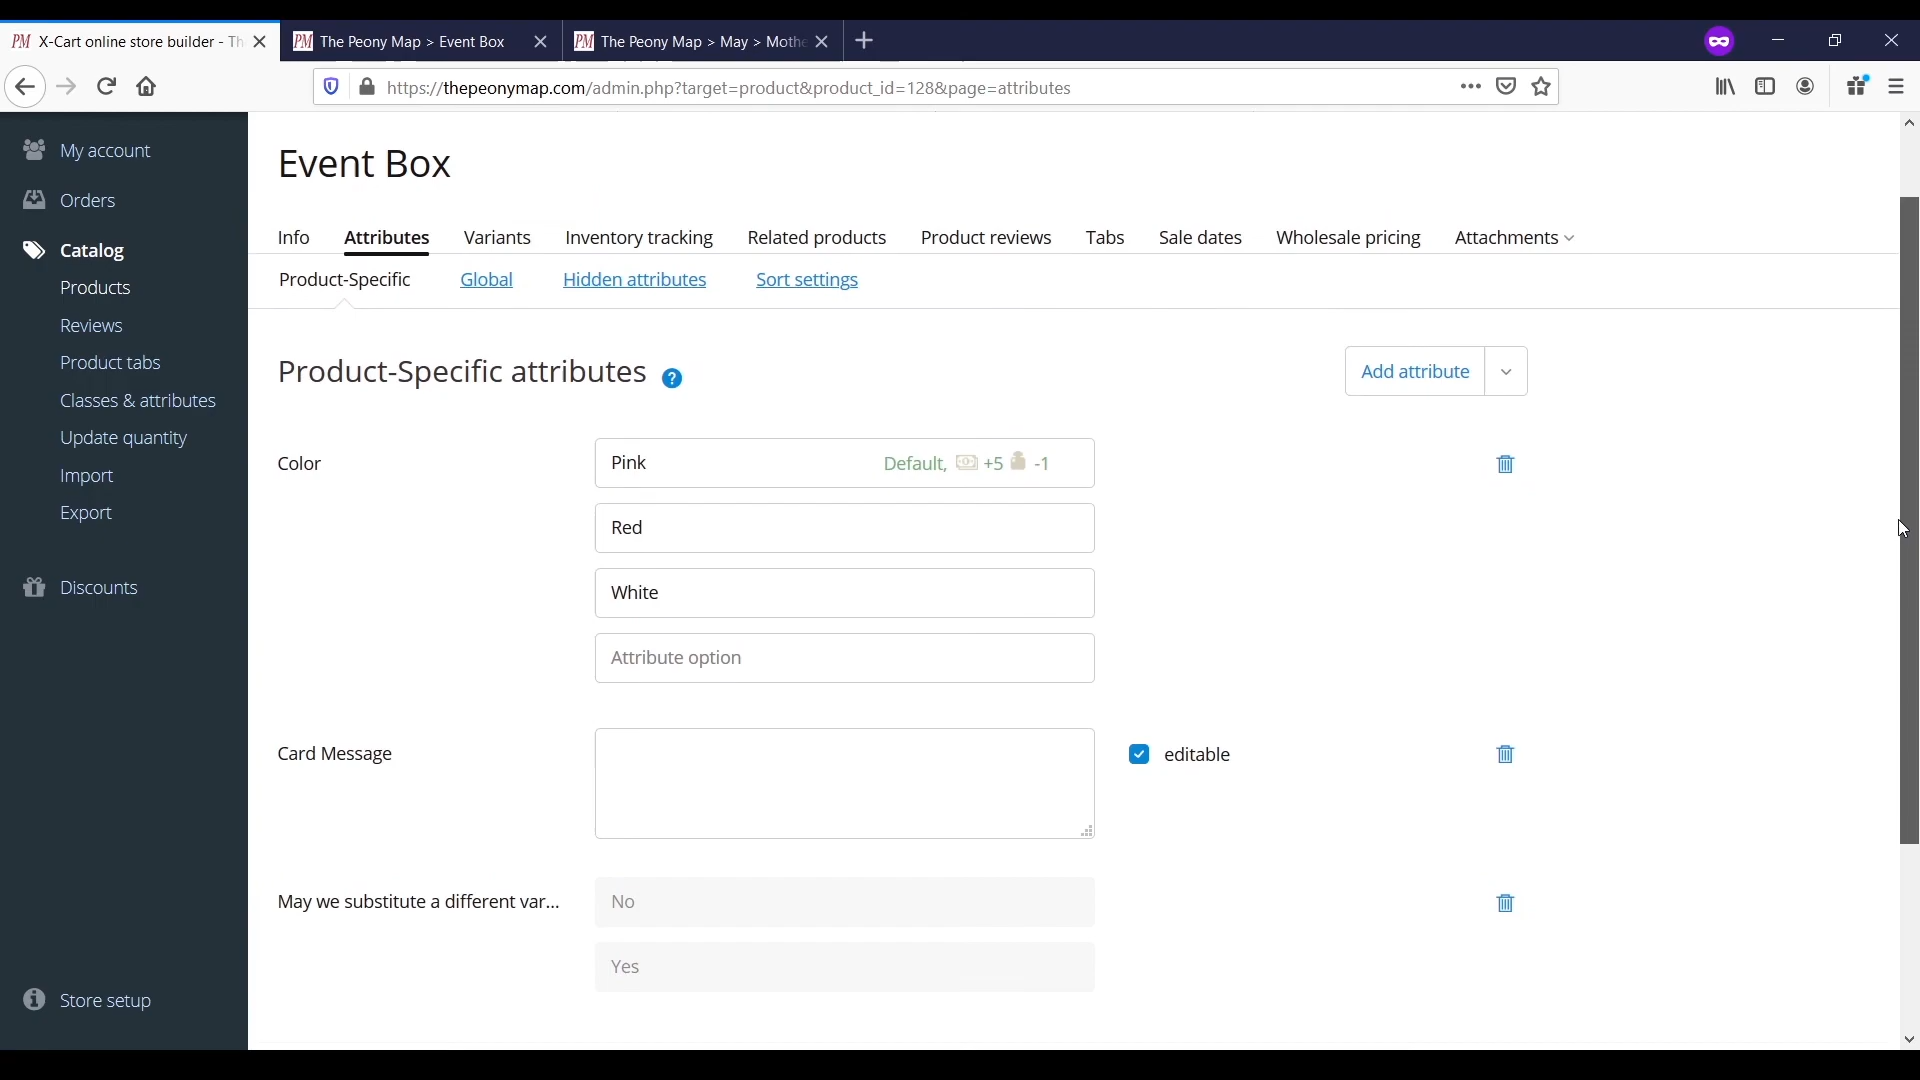 PM X-Cart online store builder - Th
PM The Peony Map > Event Box
PM The Peony Map > May > Mothe
https://thepeonymap.com/admin.php?target=product&product_id=128&page=attributes
My account
Orders
Catalog
Products
Reviews
Product tabs
Classes & attributes
Update quantity
Import
Export
Discounts
Store setup
Event Box
Info Attributes Variants Inventory tracking Related products Product reviews Tabs Sale dates Wholesale pricing Attachments
Product-Specific Global Hidden attributes Sort settings
Product-Specific attributes ?
Add attribute
Color
Pink Default, +5 -1
Red
White
Attribute option
Card Message
editable
May we substitute a different var...
No
Yes